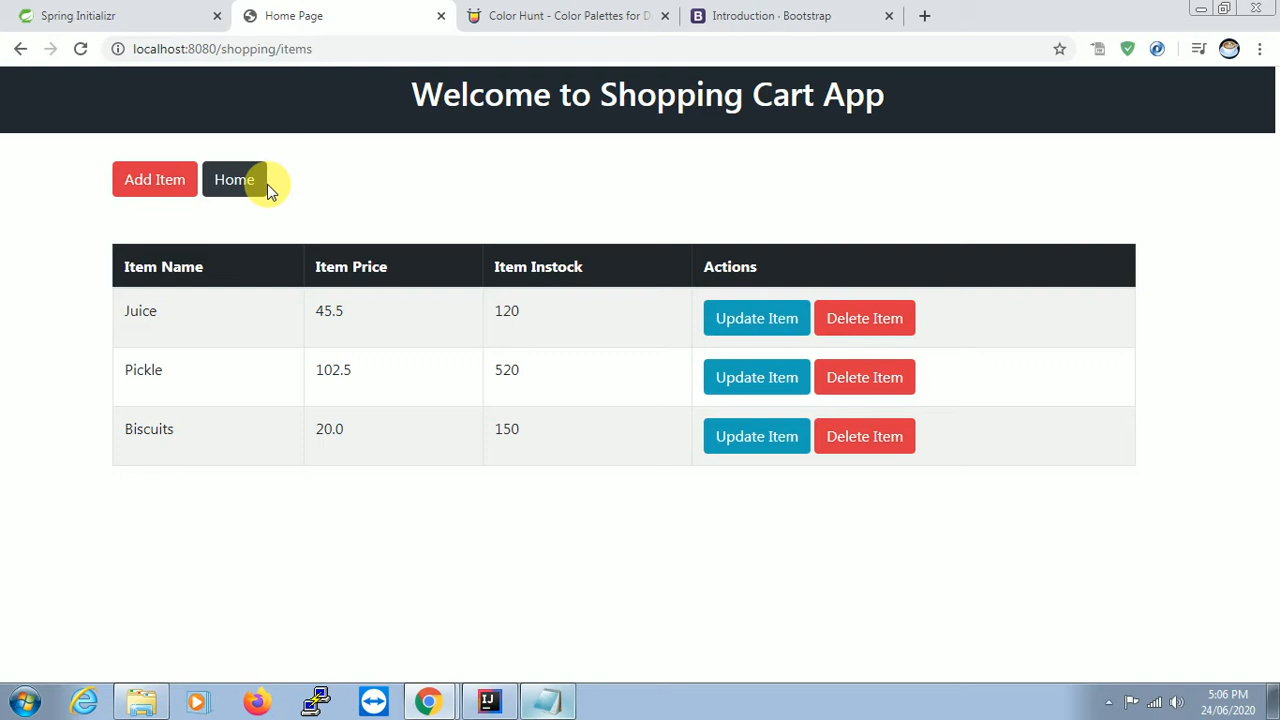 Spring Initializr
Home Page
Color Hunt - Color Palettes for D
Introduction · Bootstrap
localhost:8080/shopping/items
Welcome to Shopping Cart App
Add Item Home
Item Name Item Price Item Instock Actions
Juice 45.5 120 Update Item Delete Item
Pickle 102.5 520 Update Item Delete Item
Biscuits 20.0 150 Update Item Delete Item
5:06 PM
24/06/2020